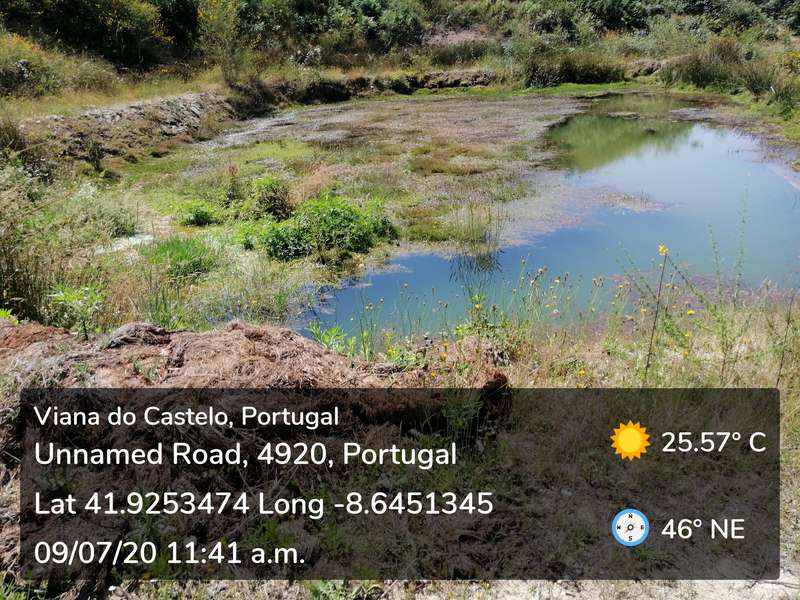 Viana do Castelo, Portugal
Unnamed Road, 4920, Portugal
Lat 41.9253474 Long -8.6451345
09/07/20 11:41 a.m.
25.57° C
46° NE